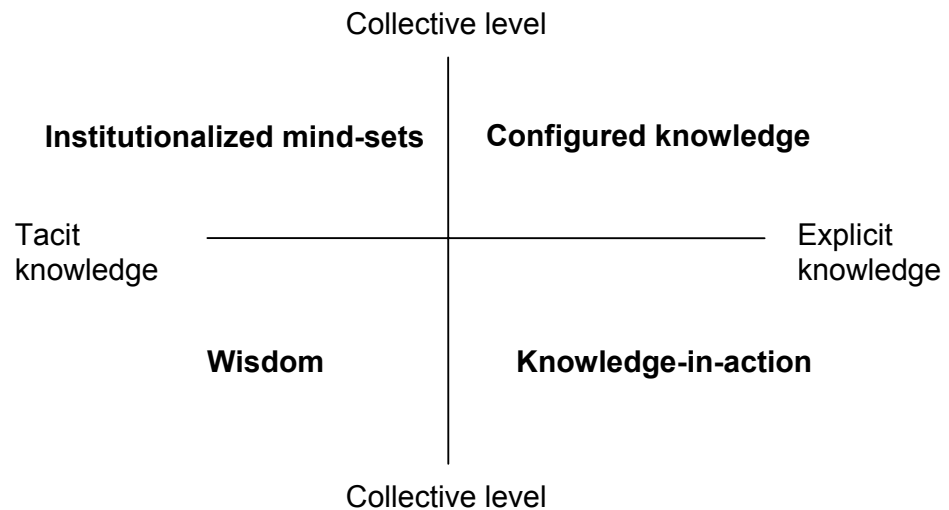 Collective level
Institutionalized mind-sets
Configured knowledge
Tacit
knowledge
Explicit
knowledge
Wisdom
Knowledge-in-action
Collective level